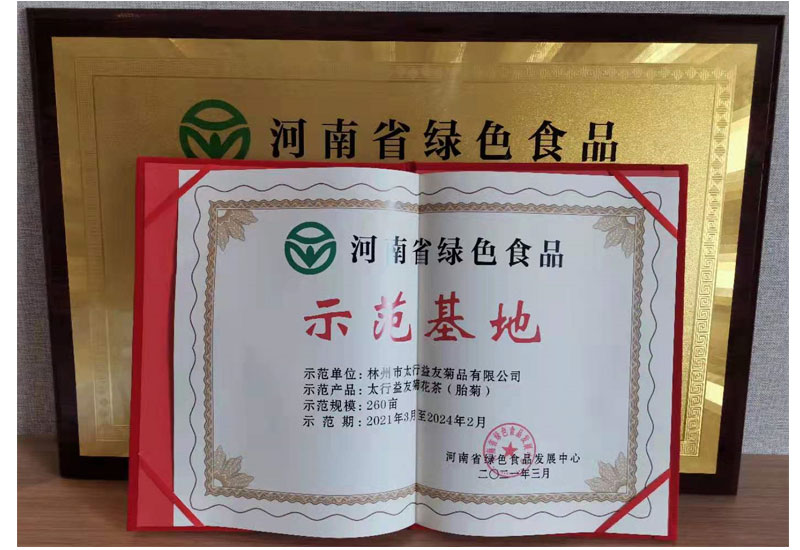 河南省绿色食品
河南省绿色食品
示范基地
示范单位:林州市太行益友菊品有限公司
示范产品:太行益友菊花茶(胎菊)
示范规模:260亩
示 范 期:2021年3月至2024年2月
河南省绿色食品发展中心
二〇二一年三月